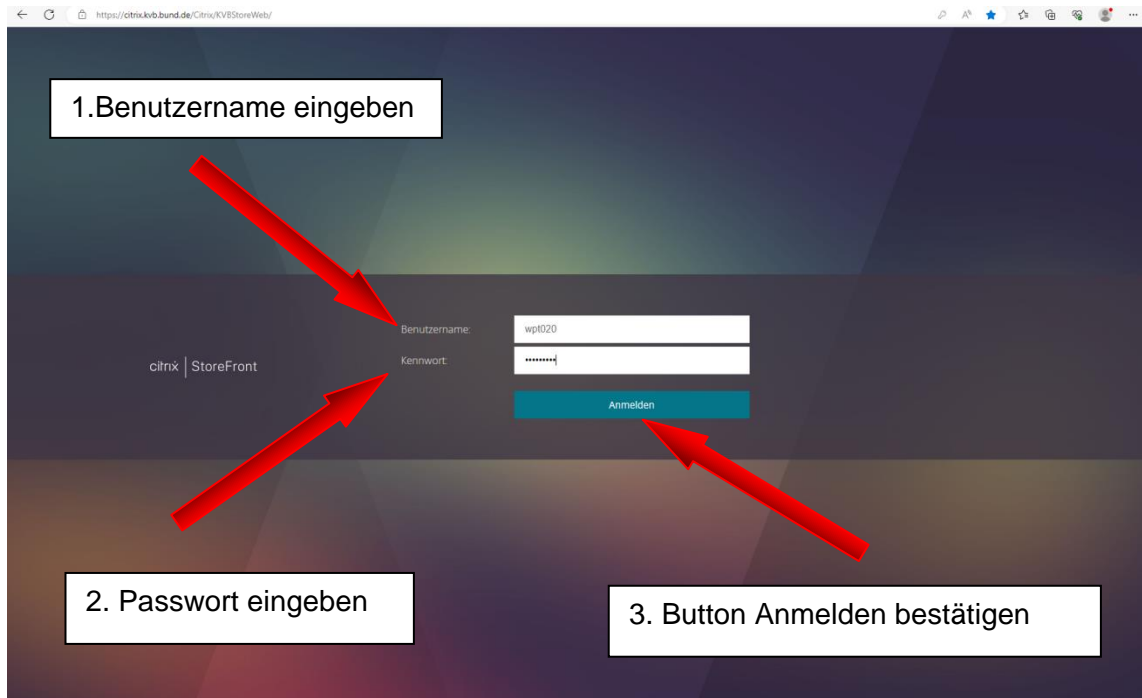 https://citrix.kvb.bund.de/Citrix/KVBStoreWeb/
1.Benutzername eingeben
Benutzername:
wpt020
citrix | StoreFront
Kennwort:
•••••••••
Anmelden
2. Passwort eingeben
3. Button Anmelden bestätigen